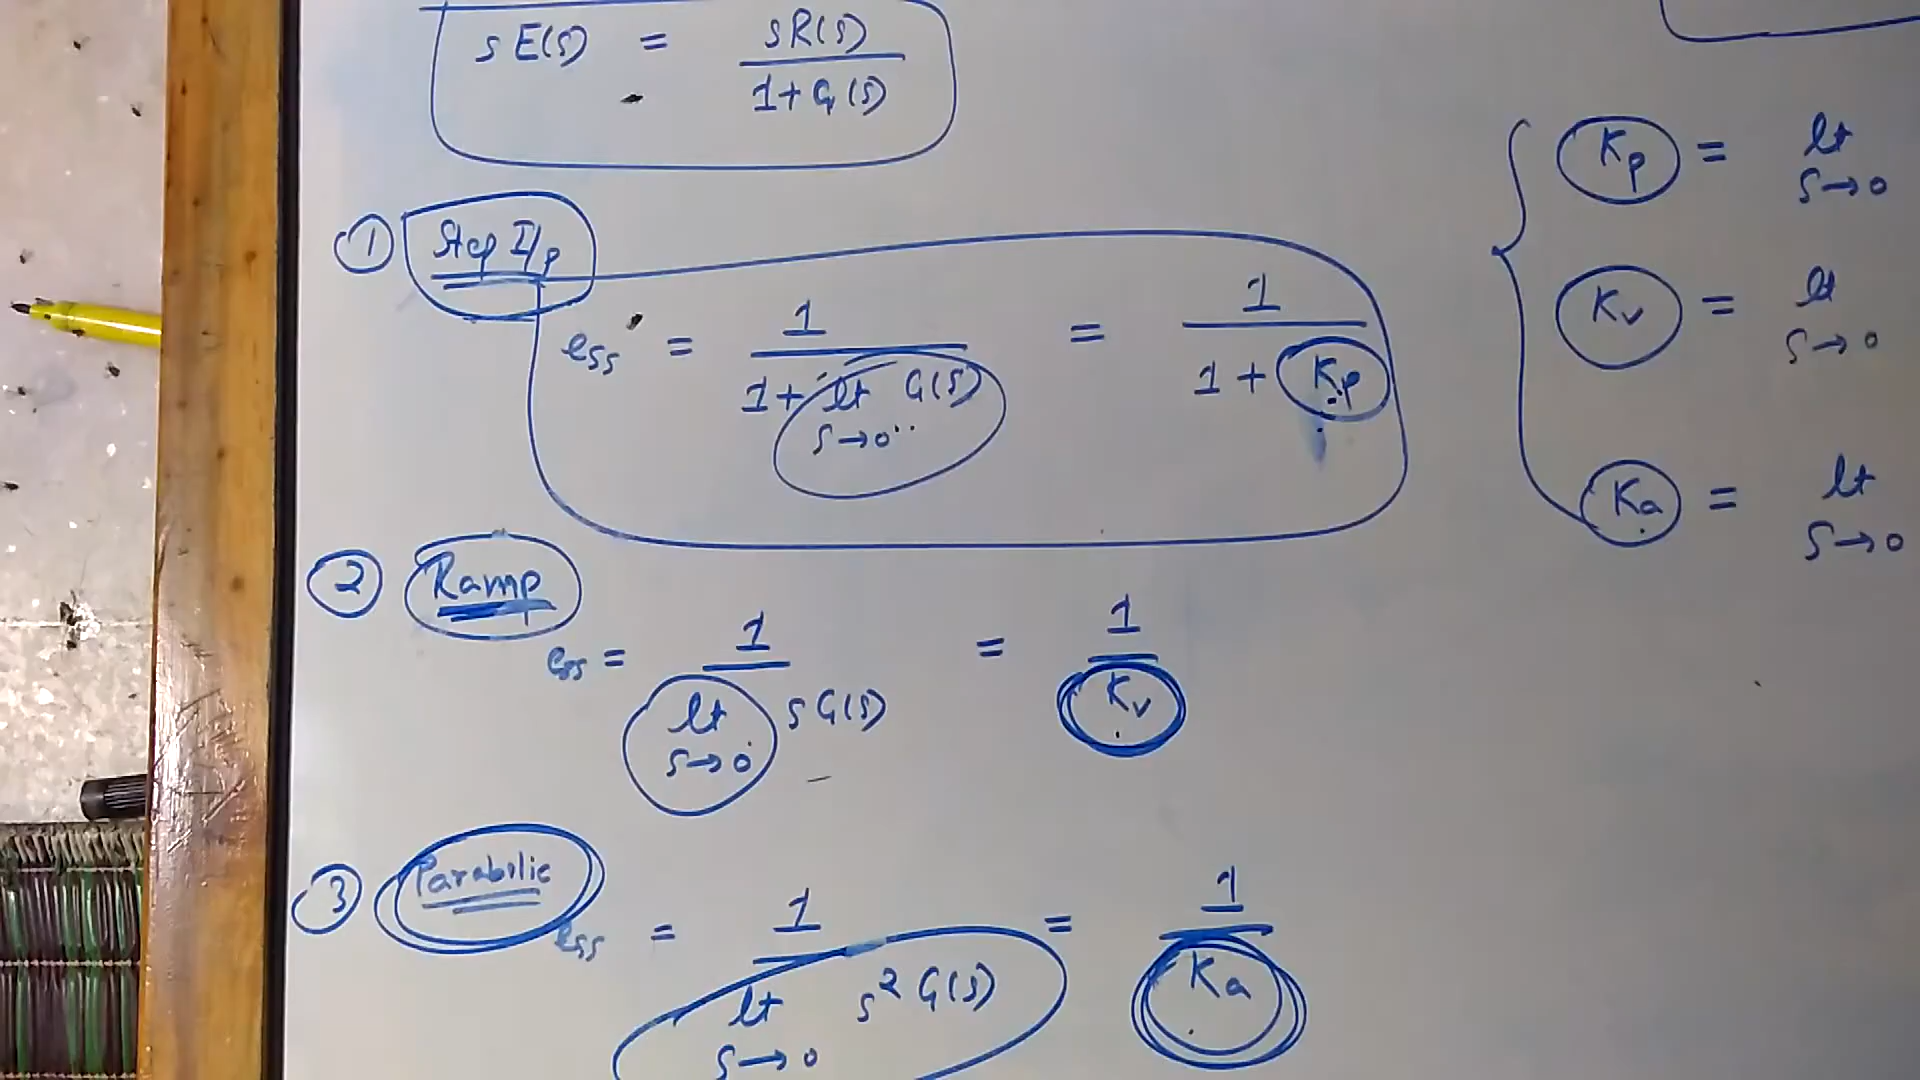 s E(s) = sR(s) / 1 + G(s)
① Step I/p
ess = 1 / 1 + lt s→0 G(s) = 1 / 1 + Kp
② Ramp
ess = 1 / lt s→0 s G(s) = 1 / Kv
③ Parabolic
ess = 1 / lt s→0 s² G(s) = 1 / Ka
Kp = lt s→0
Kv = lt s→0
Ka = lt s→0